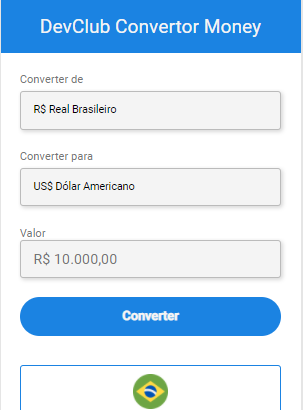 DevClub Convertor Money
Converter de
R$ Real Brasileiro
Converter para
US$ Dólar Americano
Valor
R$ 10.000,00
Converter